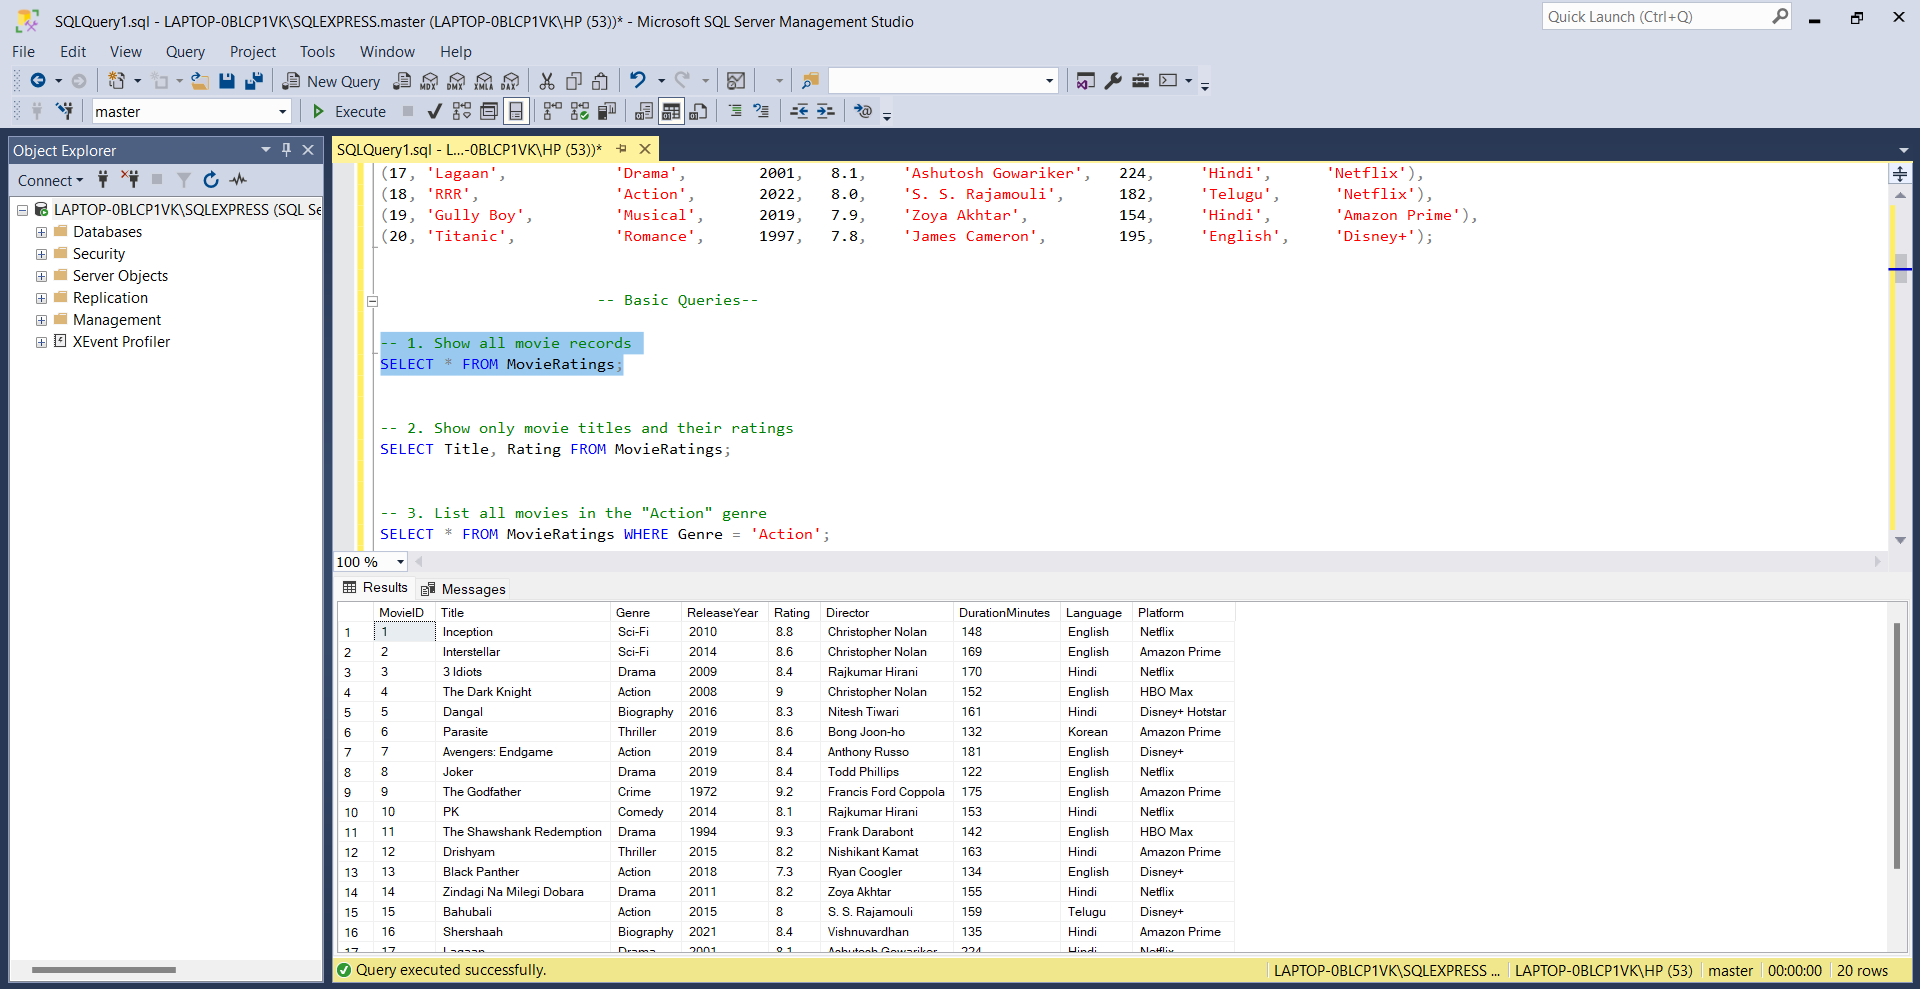 SQLQuery1.sql - LAPTOP-0BLCP1VK\SQLEXPRESS.master (LAPTOP-0BLCP1VK\HP (53))* - Microsoft SQL Server Management Studio
Quick Launch (Ctrl+Q)
File Edit View Query Project Tools Window Help
New Query MDX DMX XMLA DAX
master Execute
Object Explorer
Connect
LAPTOP-0BLCP1VK\SQLEXPRESS (SQL Se
Databases
Security
Server Objects
Replication
Management
XEvent Profiler
SQLQuery1.sql - L...-0BLCP1VK\HP (53))*
(17, 'Lagaan', 'Drama', 2001, 8.1, 'Ashutosh Gowariker', 224, 'Hindi', 'Netflix'),
(18, 'RRR', 'Action', 2022, 8.0, 'S. S. Rajamouli', 182, 'Telugu', 'Netflix'),
(19, 'Gully Boy', 'Musical', 2019, 7.9, 'Zoya Akhtar', 154, 'Hindi', 'Amazon Prime'),
(20, 'Titanic', 'Romance', 1997, 7.8, 'James Cameron', 195, 'English', 'Disney+');
-- Basic Queries--
-- 1. Show all movie records
SELECT * FROM MovieRatings;
-- 2. Show only movie titles and their ratings
SELECT Title, Rating FROM MovieRatings;
-- 3. List all movies in the "Action" genre
SELECT * FROM MovieRatings WHERE Genre = 'Action';
100 %
Results Messages
MovieID Title Genre ReleaseYear Rating Director DurationMinutes Language Platform
1 1 Inception Sci-Fi 2010 8.8 Christopher Nolan 148 English Netflix
2 2 Interstellar Sci-Fi 2014 8.6 Christopher Nolan 169 English Amazon Prime
3 3 3 Idiots Drama 2009 8.4 Rajkumar Hirani 170 Hindi Netflix
4 4 The Dark Knight Action 2008 9 Christopher Nolan 152 English HBO Max
5 5 Dangal Biography 2016 8.3 Nitesh Tiwari 161 Hindi Disney+ Hotstar
6 6 Parasite Thriller 2019 8.6 Bong Joon-ho 132 Korean Amazon Prime
7 7 Avengers: Endgame Action 2019 8.4 Anthony Russo 181 English Disney+
8 8 Joker Drama 2019 8.4 Todd Phillips 122 English Netflix
9 9 The Godfather Crime 1972 9.2 Francis Ford Coppola 175 English Amazon Prime
10 10 PK Comedy 2014 8.1 Rajkumar Hirani 153 Hindi Netflix
11 11 The Shawshank Redemption Drama 1994 9.3 Frank Darabont 142 English HBO Max
12 12 Drishyam Thriller 2015 8.2 Nishikant Kamat 163 Hindi Amazon Prime
13 13 Black Panther Action 2018 7.3 Ryan Coogler 134 English Disney+
14 14 Zindagi Na Milegi Dobara Drama 2011 8.2 Zoya Akhtar 155 Hindi Netflix
15 15 Bahubali Action 2015 8 S. S. Rajamouli 159 Telugu Disney+
16 16 Shershaah Biography 2021 8.4 Vishnuvardhan 135 Hindi Amazon Prime
17 17 Lagaan Drama 2001 8.1 Ashutosh Gowariker 224 Hindi Netflix
Query executed successfully. LAPTOP-0BLCP1VK\SQLEXPRESS ... LAPTOP-0BLCP1VK\HP (53) master 00:00:00 20 rows